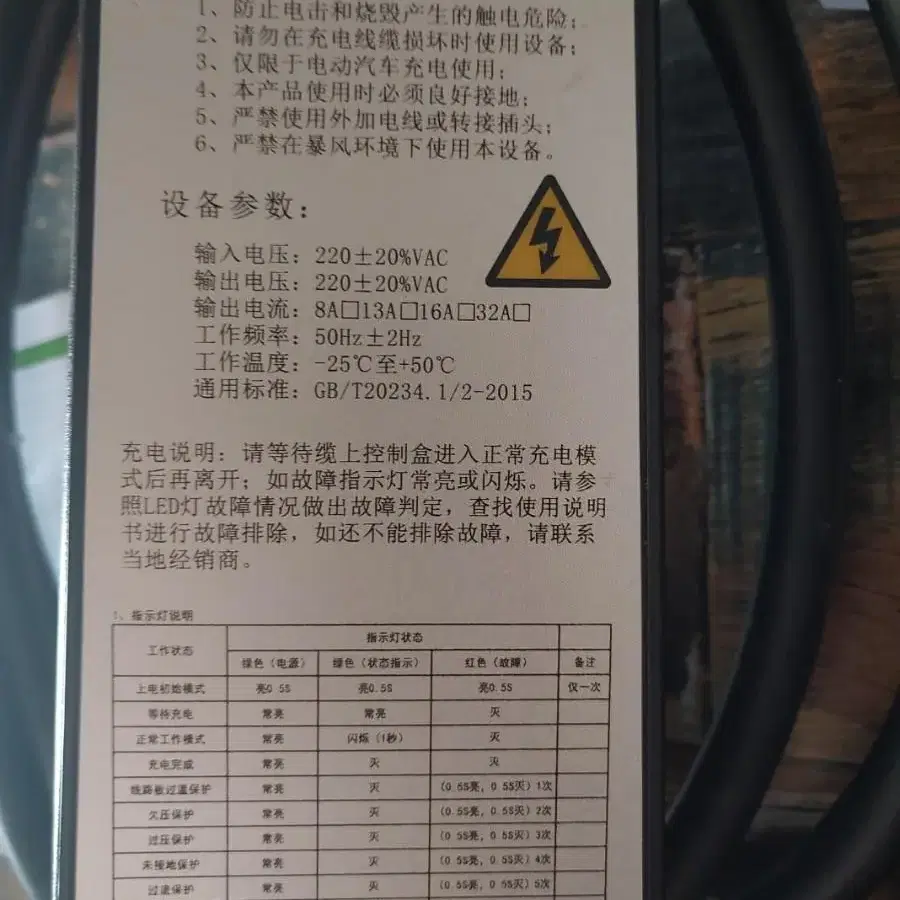 1、防止电击和烧毁产生的触电危险；
2、请勿在充电线缆损坏时使用设备；
3、仅限于电动汽车充电使用；
4、本产品使用时必须良好接地；
5、严禁使用外加电线或转接插头；
6、严禁在暴风环境下使用本设备。
设备参数：
输入电压：220±20%VAC
输出电压：220±20%VAC
输出电流：8A□13A□16A□32A□
工作频率：50Hz±2Hz
工作温度：-25℃至+50℃
通用标准：GB/T20234.1/2-2015
充电说明：请等待缆上控制盒进入正常充电模
式后再离开；如故障指示灯常亮或闪烁。请参
照LED灯故障情况做出故障判定，查找使用说明
书进行故障排除，如还不能排除故障，请联系
当地经销商。
1、指示灯说明
工作状态 指示灯状态
绿色（电源） 绿色（状态指示） 红色（故障） 备注
上电初始模式 亮0.5S 亮0.5S 亮0.5S 仅一次
等待充电 常亮 常亮 灭
正常工作模式 常亮 闪烁（1秒） 灭
充电完成 常亮 灭 灭
线路板过温保护 常亮 灭 （0.5S亮，0.5S灭）1次
欠压保护 常亮 灭 （0.5S亮，0.5S灭）2次
过压保护 常亮 灭 （0.5S亮，0.5S灭）3次
未接地保护 常亮 灭 （0.5S亮，0.5S灭）4次
过流保护 常亮 灭 （0.5S亮，0.5S灭）5次